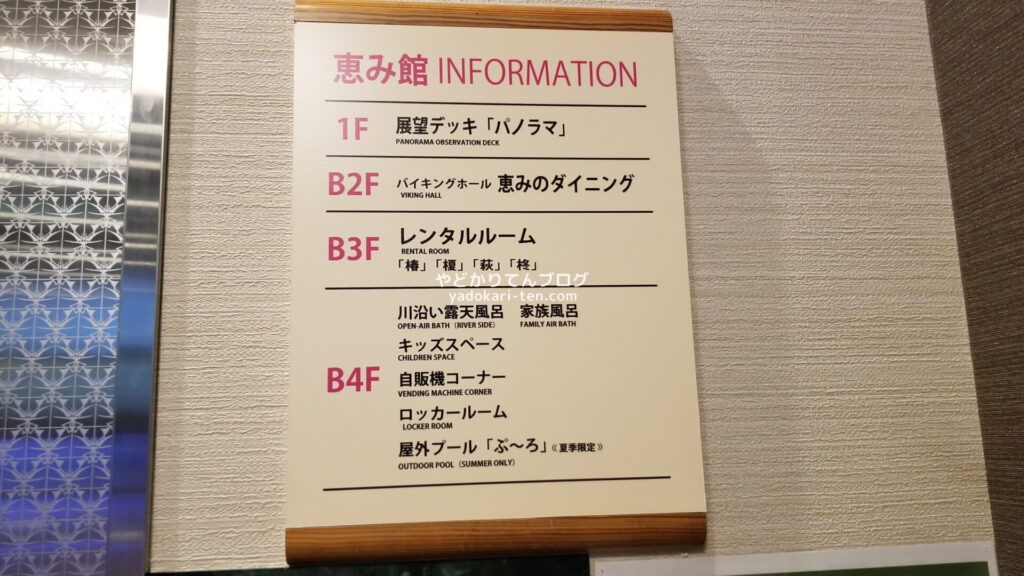 恵み館 INFORMATION
1F 展望デッキ「パノラマ」
PANORAMA OBSERVATION DECK
B2F バイキングホール 恵みのダイニング
VIKING HALL
B3F レンタルルーム
RENTAL ROOM
「椿」「榎」「萩」「柊」
やどかりてんブログ
yadokari-ten.com
川沿い露天風呂 家族風呂
OPEN-AIR BATH (RIVER SIDE) FAMILY AIR BATH
キッズスペース
CHILDREN SPACE
B4F 自販機コーナー
VENDING MACHINE CORNER
ロッカールーム
LOCKER ROOM
屋外プール「ぷ〜ろ」《夏季限定》
OUTDOOR POOL (SUMMER ONLY)